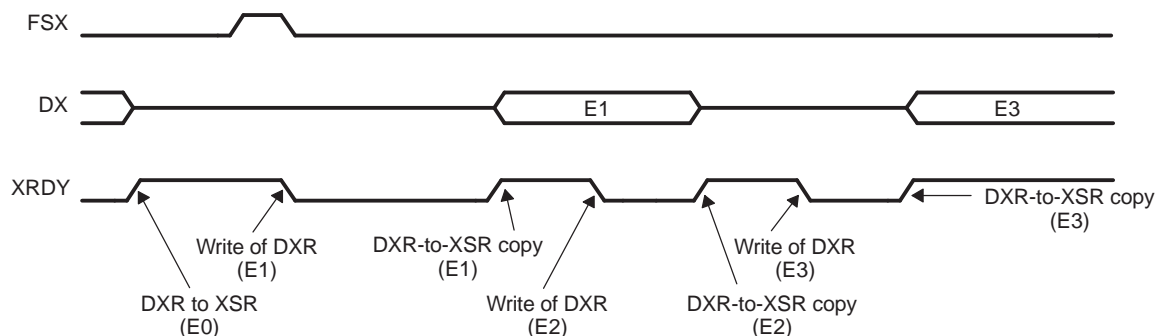 FSX
DX
E1
E3
XRDY
DXR-to-XSR copy
(E3)
Write of DXR
(E1)
DXR-to-XSR copy
(E1)
Write of DXR
(E3)
DXR to XSR
(E0)
Write of DXR
(E2)
DXR-to-XSR copy
(E2)